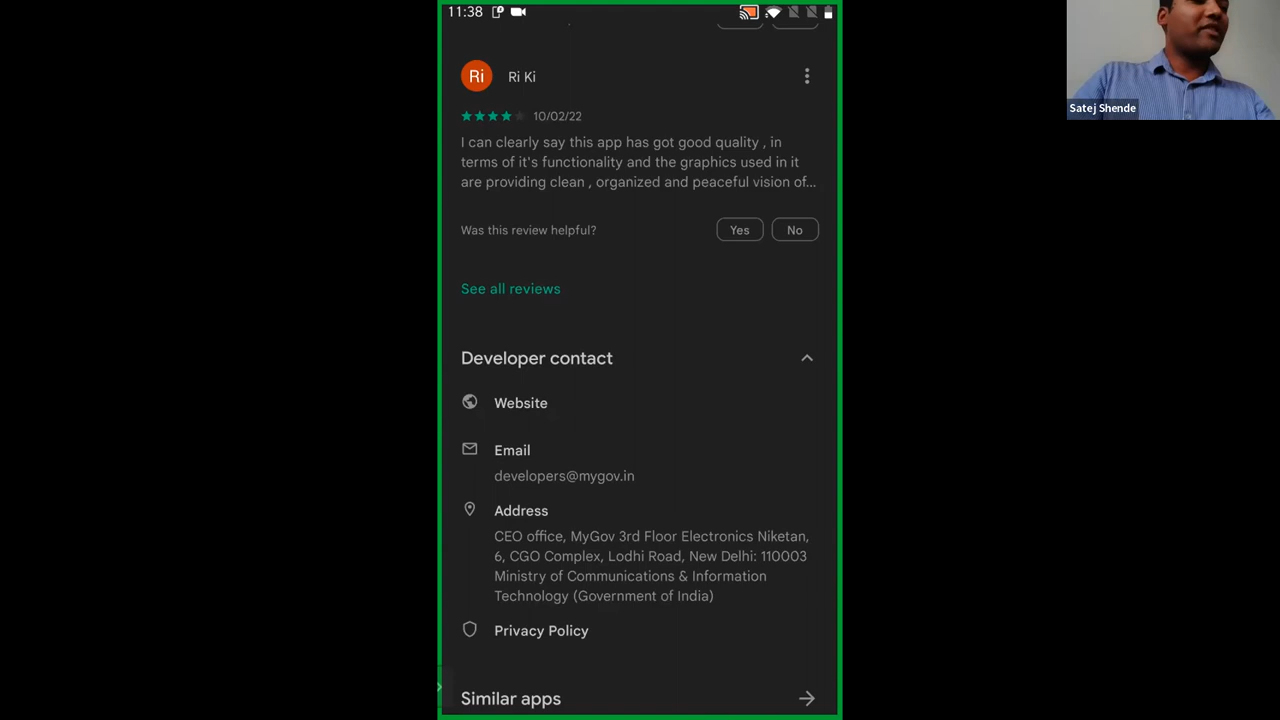 11:38
Ri
Ri Ki
10/02/22
I can clearly say this app has got good quality , in
terms of it's functionality and the graphics used in it
are providing clean , organized and peaceful vision of...
Was this review helpful?
Yes
No
See all reviews
Developer contact
Website
Email
developers@mygov.in
Address
CEO office, MyGov 3rd Floor Electronics Niketan,
6, CGO Complex, Lodhi Road, New Delhi: 110003
Ministry of Communications & Information
Technology (Government of India)
Privacy Policy
Similar apps
Satej Shende